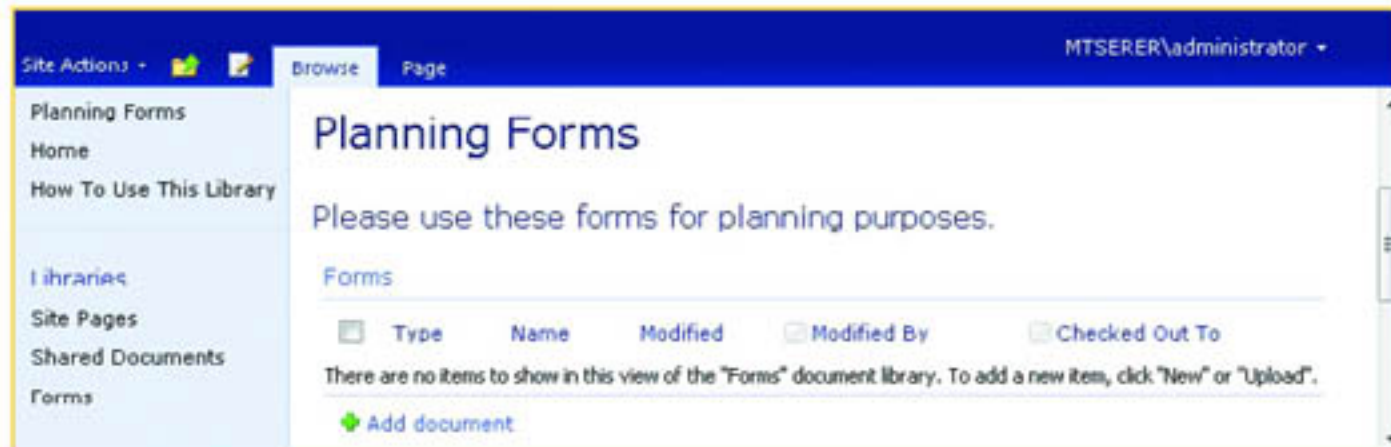 MTSERER\administrator
Site Actions Browse Page
Planning Forms
Home
How To Use This Library
Libraries
Site Pages
Shared Documents
Forms
Planning Forms
Please use these forms for planning purposes.
Forms
Type Name Modified Modified By Checked Out To
There are no items to show in this view of the "Forms" document library. To add a new item, click "New" or "Upload".
Add document